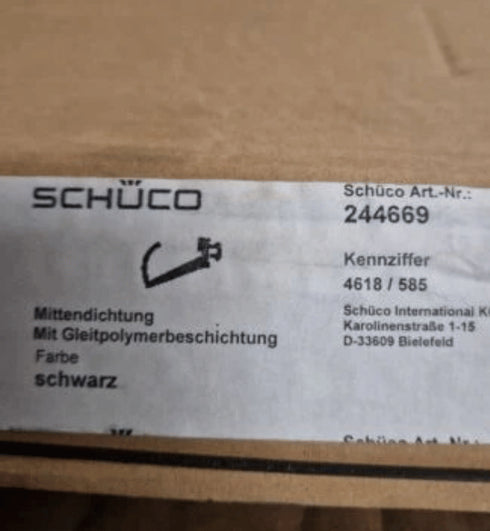 SCHÜCO
Mittendichtung
Mit Gleitpolymerbeschichtung
Farbe
schwarz
Schüco Art.-Nr.:
244669
Kennziffer
4618 / 585
Schüco International
Karolinenstraße 1-15
D-33609 Bielefeld